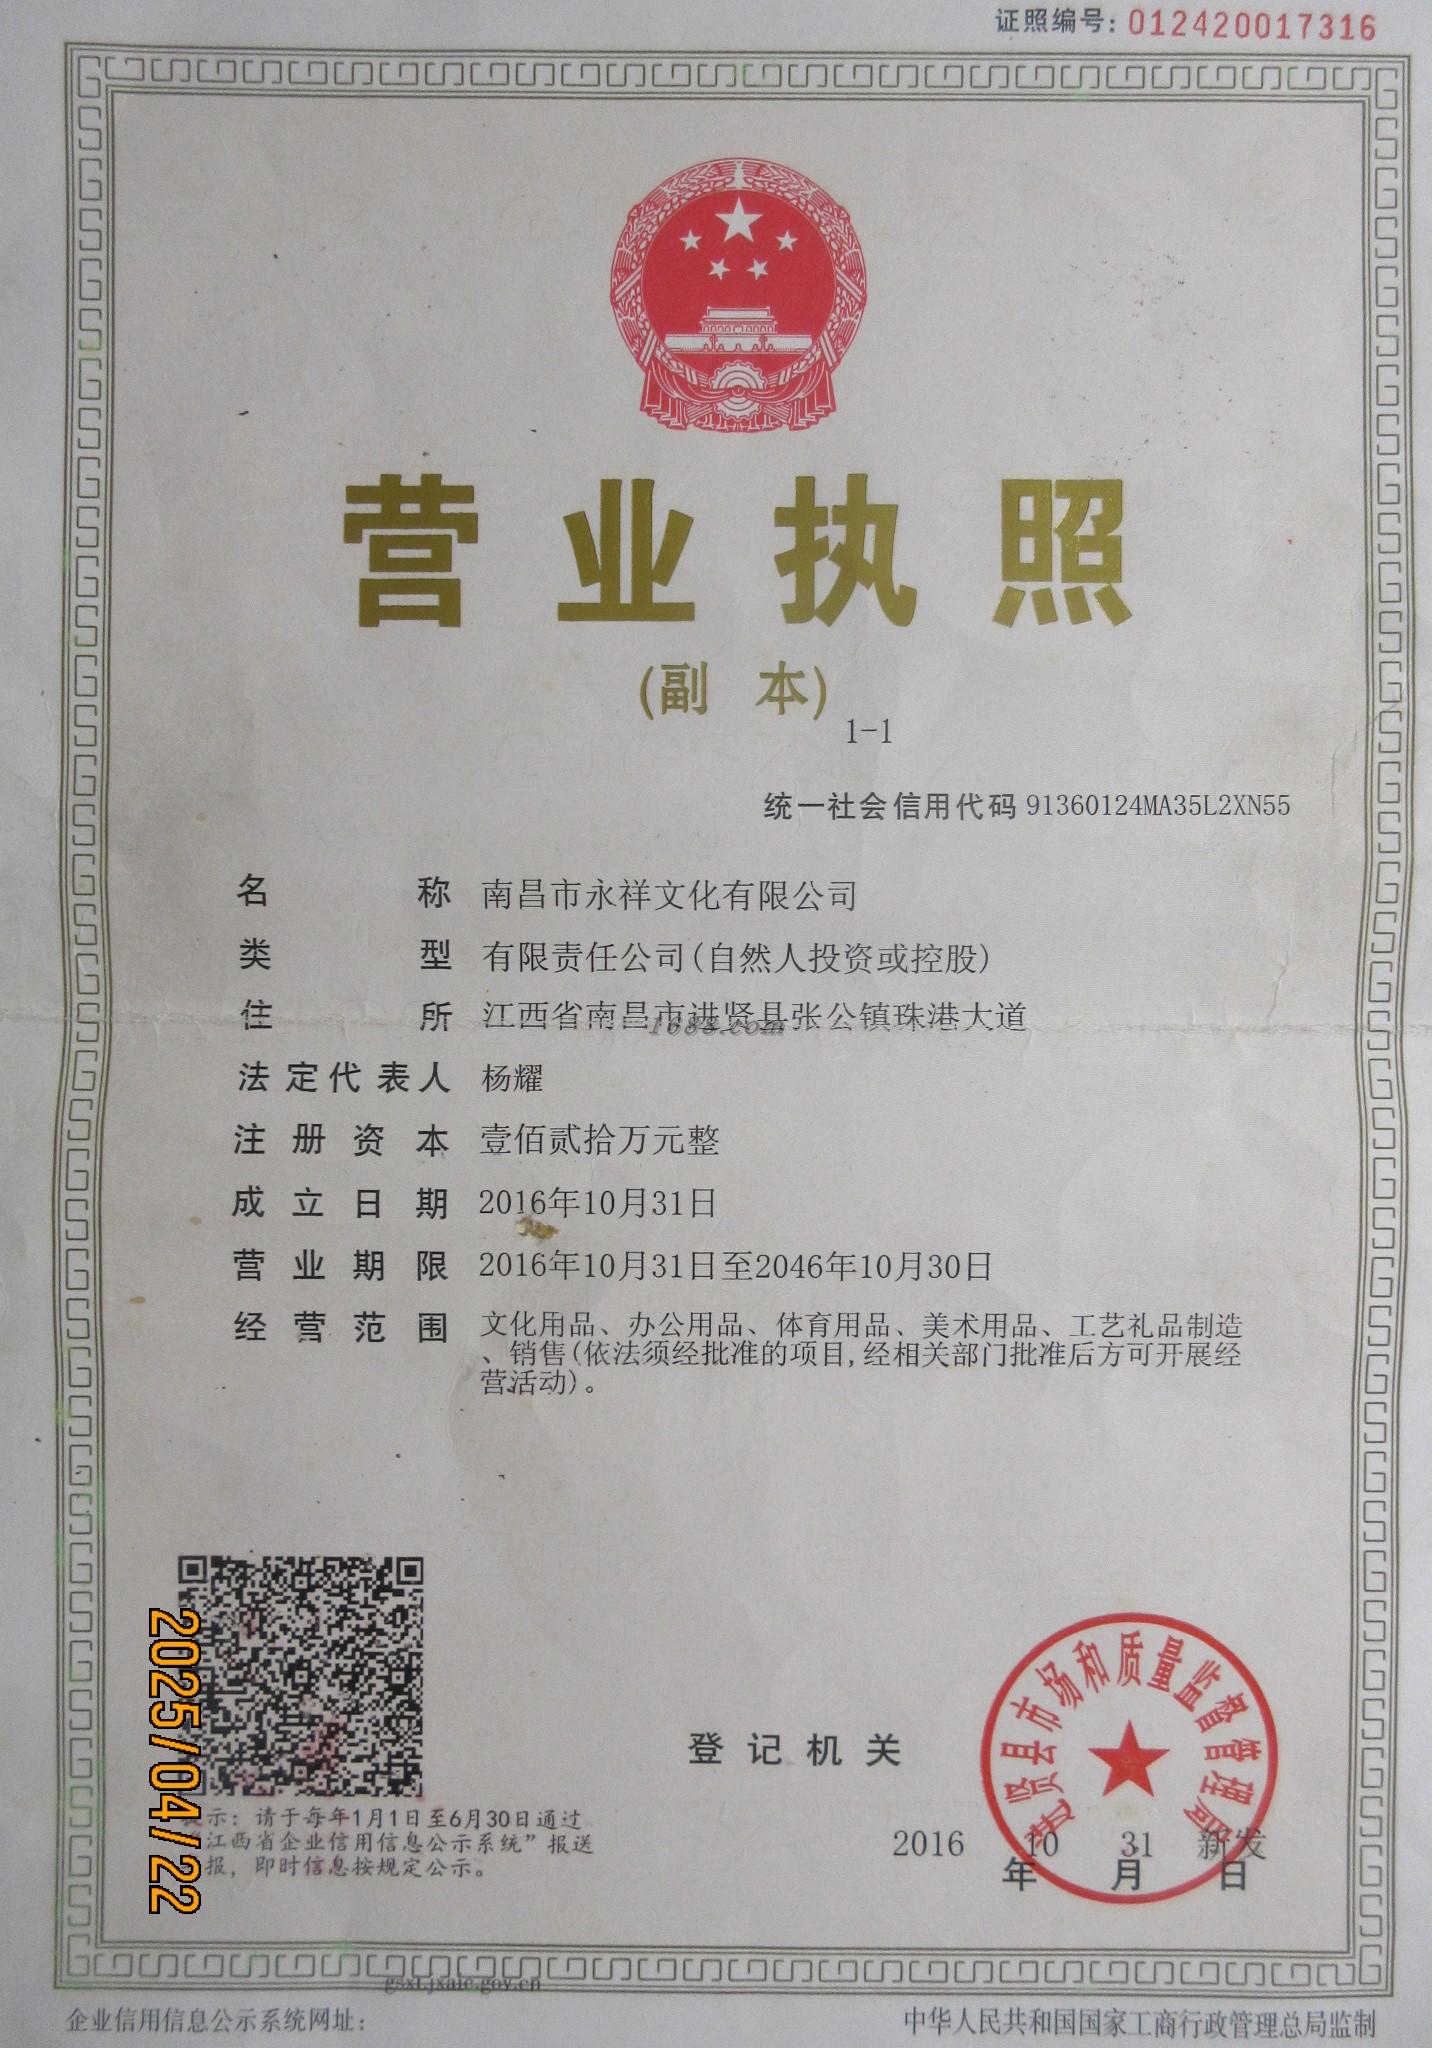 证照编号：012420017316
营业执照
(副 本)
1-1
统一社会信用代码 91360124MA35L2XN55
名 称 南昌市永祥文化有限公司
类 型 有限责任公司(自然人投资或控股)
住 所 江西省南昌市进贤县张公镇珠港大道
1688.com
法定代表人 杨耀
注册资本 壹佰贰拾万元整
成立日期 2016年10月31日
营业期限 2016年10月31日至2046年10月30日
经营范围 文化用品、办公用品、体育用品、美术用品、工艺礼品制造
、销售(依法须经批准的项目,经相关部门批准后方可开展经
营活动)。
2025/04/22
提示：请于每年1月1日至6月30日通过
“江西省企业信用信息公示系统”报送
报，即时信息按规定公示。
登记机关
进贤县市场和质量监督管理局
2016 10 31 新发
年 月 日
gsxt.jxaic.gov.cn
企业信用信息公示系统网址：
中华人民共和国国家工商行政管理总局监制